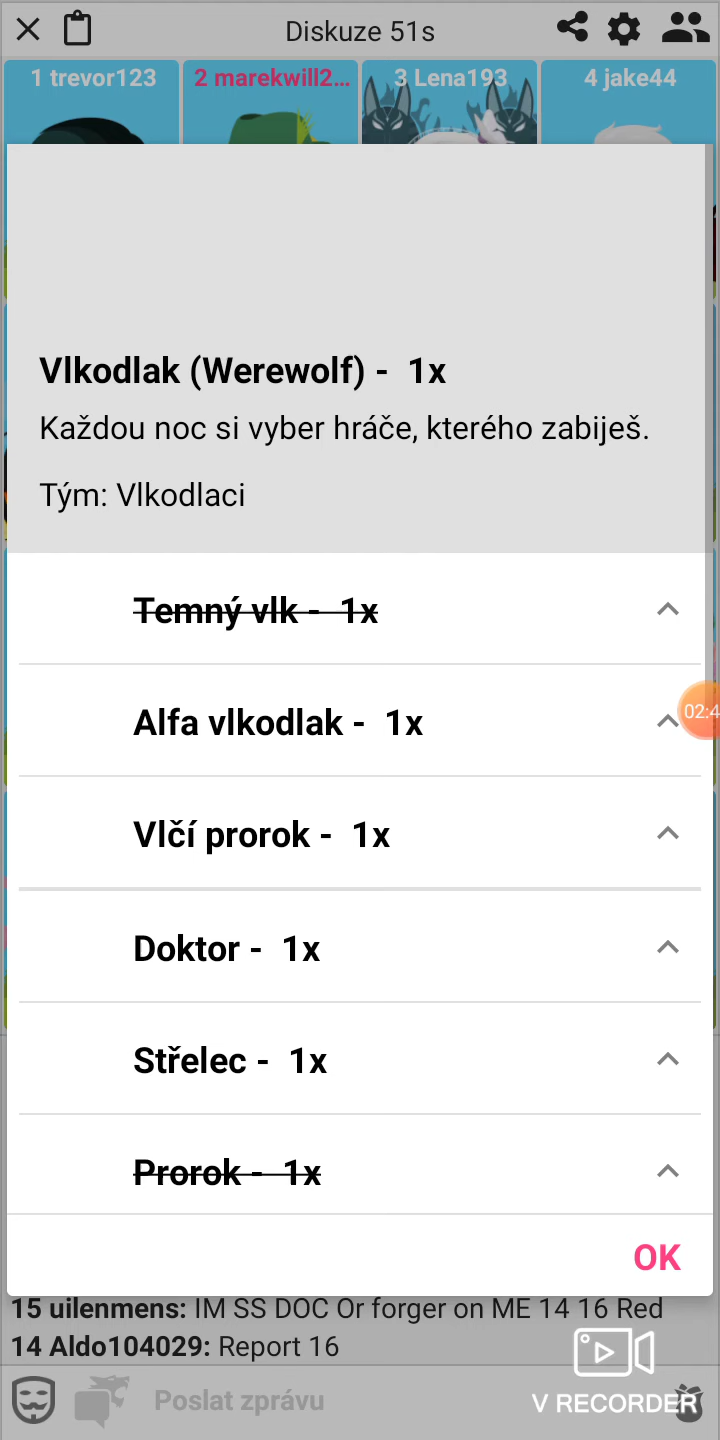 Diskuze 51s
1 trevor123
2 marekwill2...
3 Lena193
4 jake44
Vlkodlak (Werewolf) - 1x
Každou noc si vyber hráče, kterého zabiješ.
Tým: Vlkodlaci
Temný vlk - 1x
Alfa vlkodlak - 1x
02:4
Vlčí prorok - 1x
Doktor - 1x
Střelec - 1x
Prorok - 1x
OK
15 uilenmens: IM SS DOC Or forger on ME 14 16 Red
14 Aldo104029: Report 16
Poslat zprávu
V RECORDER